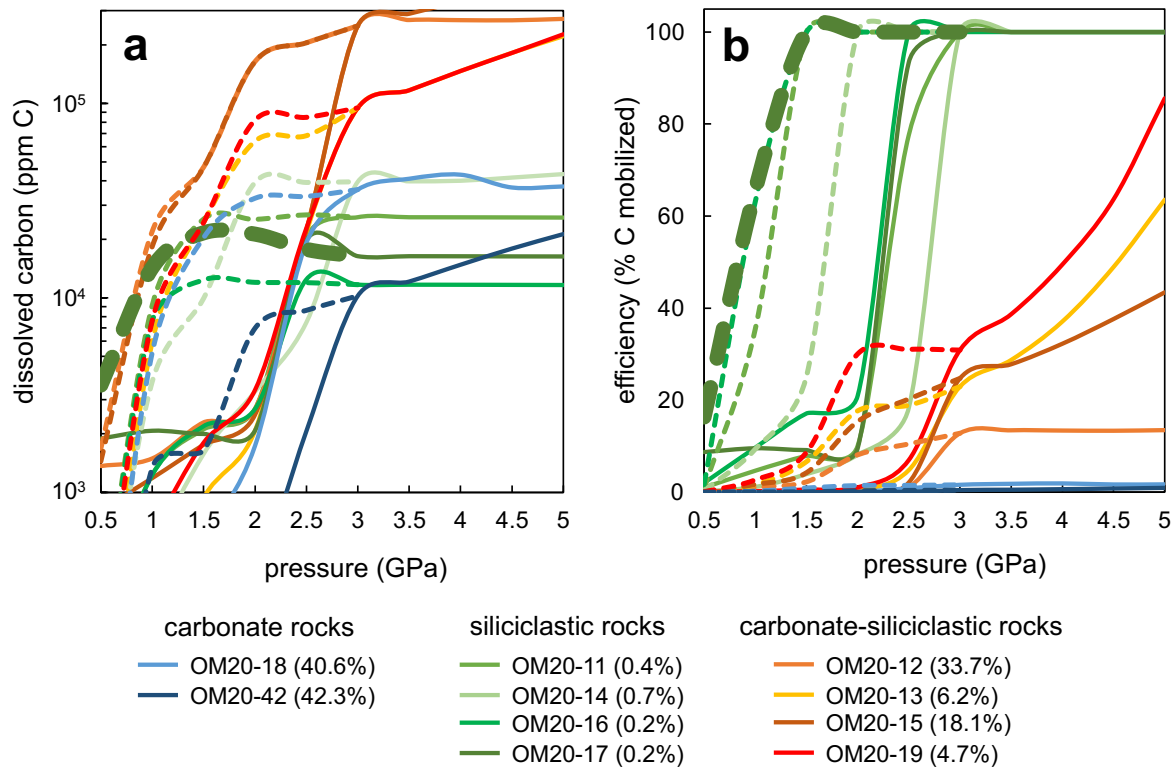 a
dissolved carbon (ppm C)
10⁵
10⁴
10³
0.5 1 1.5 2 2.5 3 3.5 4 4.5 5
pressure (GPa)
b
efficiency (% C mobilized)
100
80
60
40
20
0
0.5 1 1.5 2 2.5 3 3.5 4 4.5 5
pressure (GPa)
carbonate rocks
OM20-18 (40.6%)
OM20-42 (42.3%)
siliciclastic rocks
OM20-11 (0.4%)
OM20-14 (0.7%)
OM20-16 (0.2%)
OM20-17 (0.2%)
carbonate-siliciclastic rocks
OM20-12 (33.7%)
OM20-13 (6.2%)
OM20-15 (18.1%)
OM20-19 (4.7%)